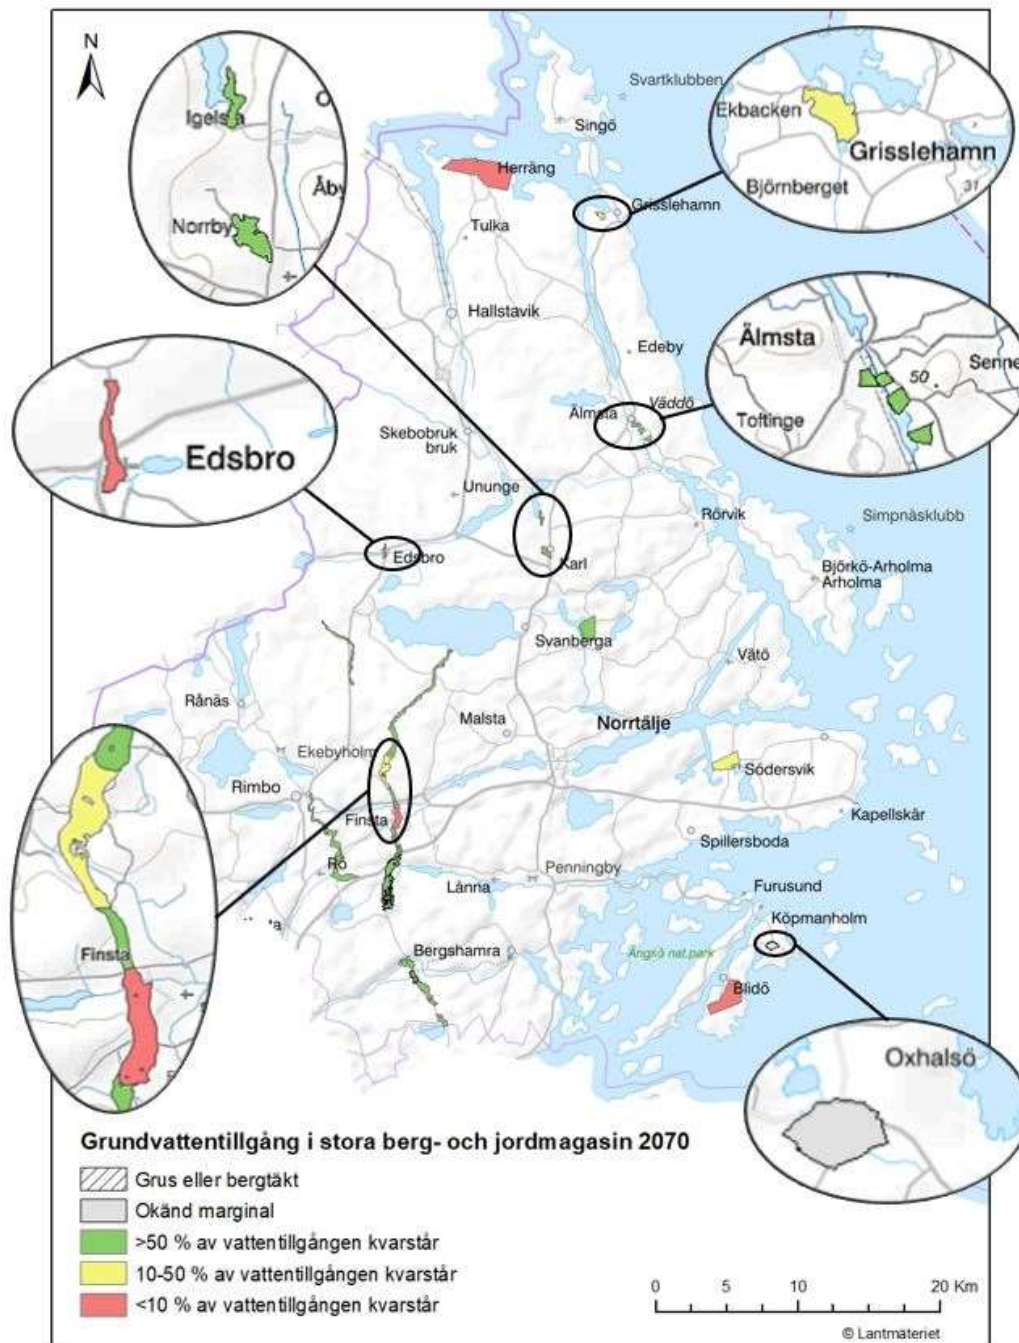 N
Svartklubben
Singö
Igelsta
Åby
Norrby
Ekbacken
Grisslehamn
Björnberget
31
Herräng
Grisslehamn
Tulka
Hallstavik
Edeby
Älmsta
Senne
50
Toftinge
Väddö
Älmsta
Skebobruk
bruk
Edsbro
Ununge
Rörvik
Simpnäsklubb
Edsbro
Karl
Björkö-Arholma
Arholma
Svanberga
Vätö
Rånäs
Malsta
Norrtälje
Ekebyholm
Södersvik
Rimbo
Finsta
Kapellskär
Spillersboda
Rö
Länna
Penningby
Furusund
Köpmanholm
Finsta
Bergshamra
Ängsö nat.park
Blidö
Oxhalsö
Grundvattentillgång i stora berg- och jordmagasin 2070
Grus eller bergtäkt
Okänd marginal
>50 % av vattentillgången kvarstår
10-50 % av vattentillgången kvarstår
<10 % av vattentillgången kvarstår
0 5 10 20 Km
© Lantmäteriet